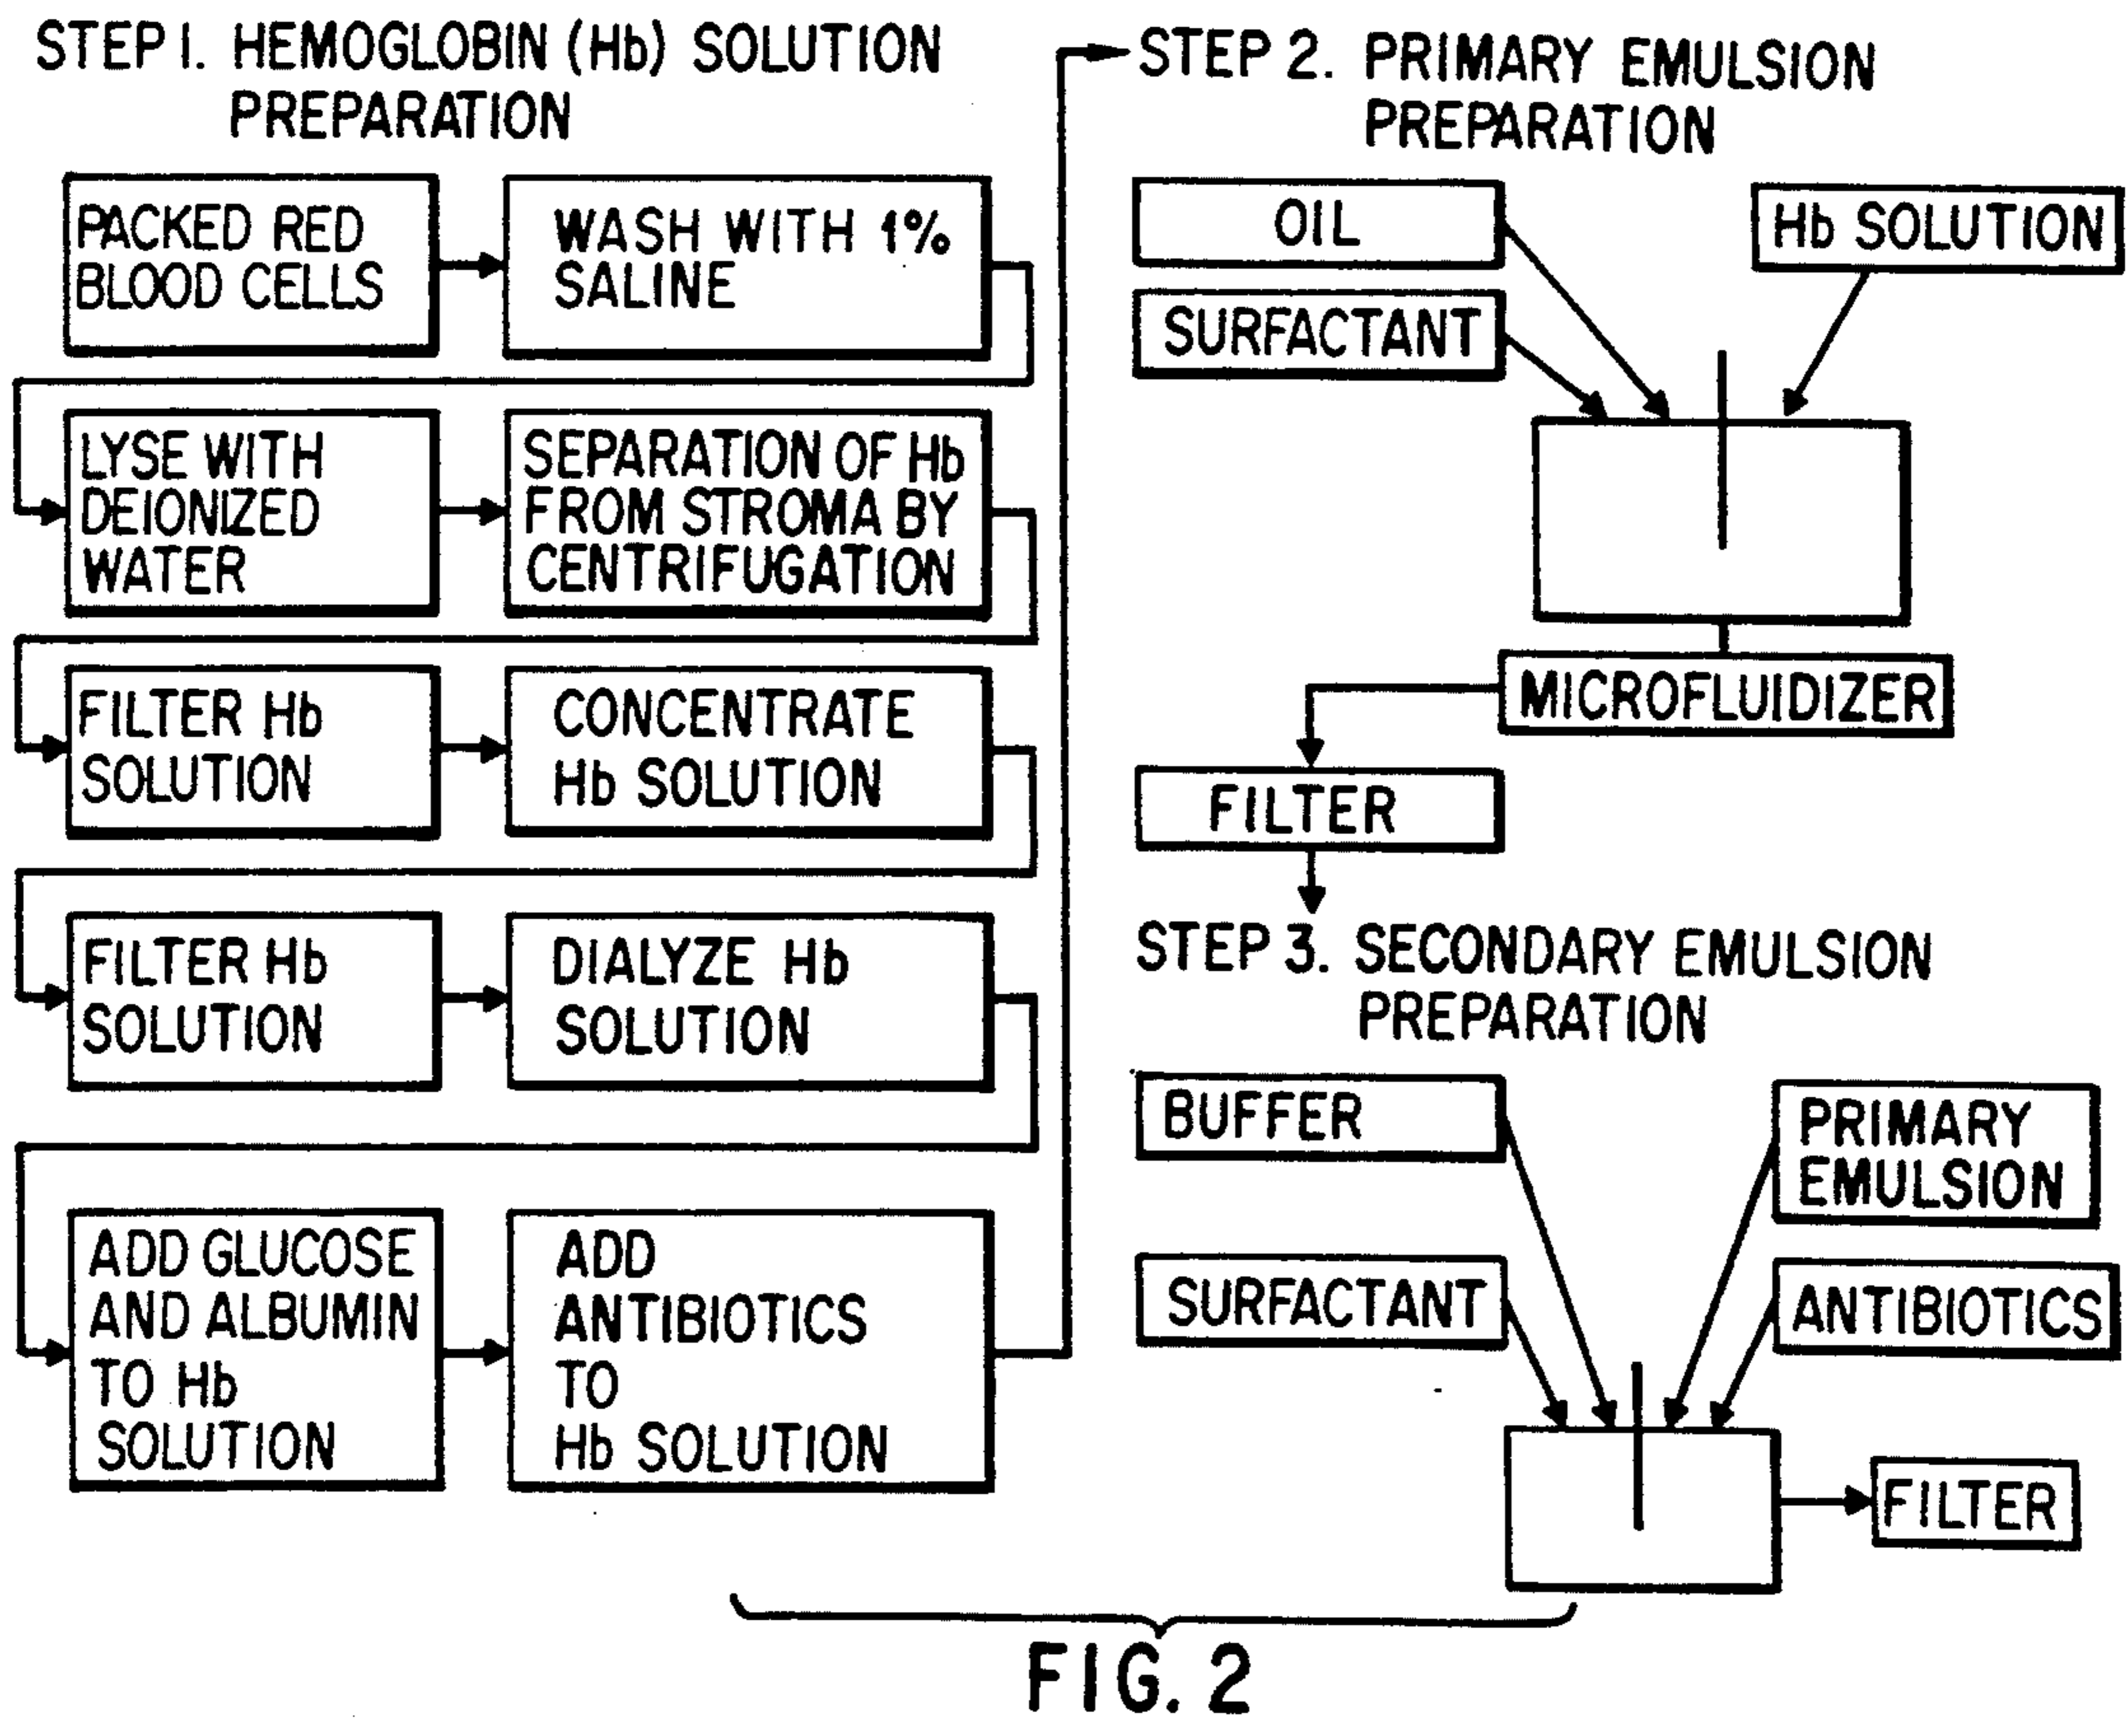 STEP 1. HEMOGLOBIN (Hb) SOLUTION
PREPARATION
PACKED RED
BLOOD CELLS
WASH WITH 1%
SALINE
LYSE WITH
DEIONIZED
WATER
SEPARATION OF Hb
FROM STROMA BY
CENTRIFUGATION
FILTER Hb
SOLUTION
CONCENTRATE
Hb SOLUTION
FILTER Hb
SOLUTION
DIALYZE Hb
SOLUTION
ADD GLUCOSE
AND ALBUMIN
TO Hb
SOLUTION
ADD
ANTIBIOTICS
TO
Hb SOLUTION
STEP 2. PRIMARY EMULSION
PREPARATION
OIL
Hb SOLUTION
SURFACTANT
MICROFLUIDIZER
FILTER
STEP 3. SECONDARY EMULSION
PREPARATION
BUFFER
PRIMARY
EMULSION
SURFACTANT
ANTIBIOTICS
FILTER
FIG. 2